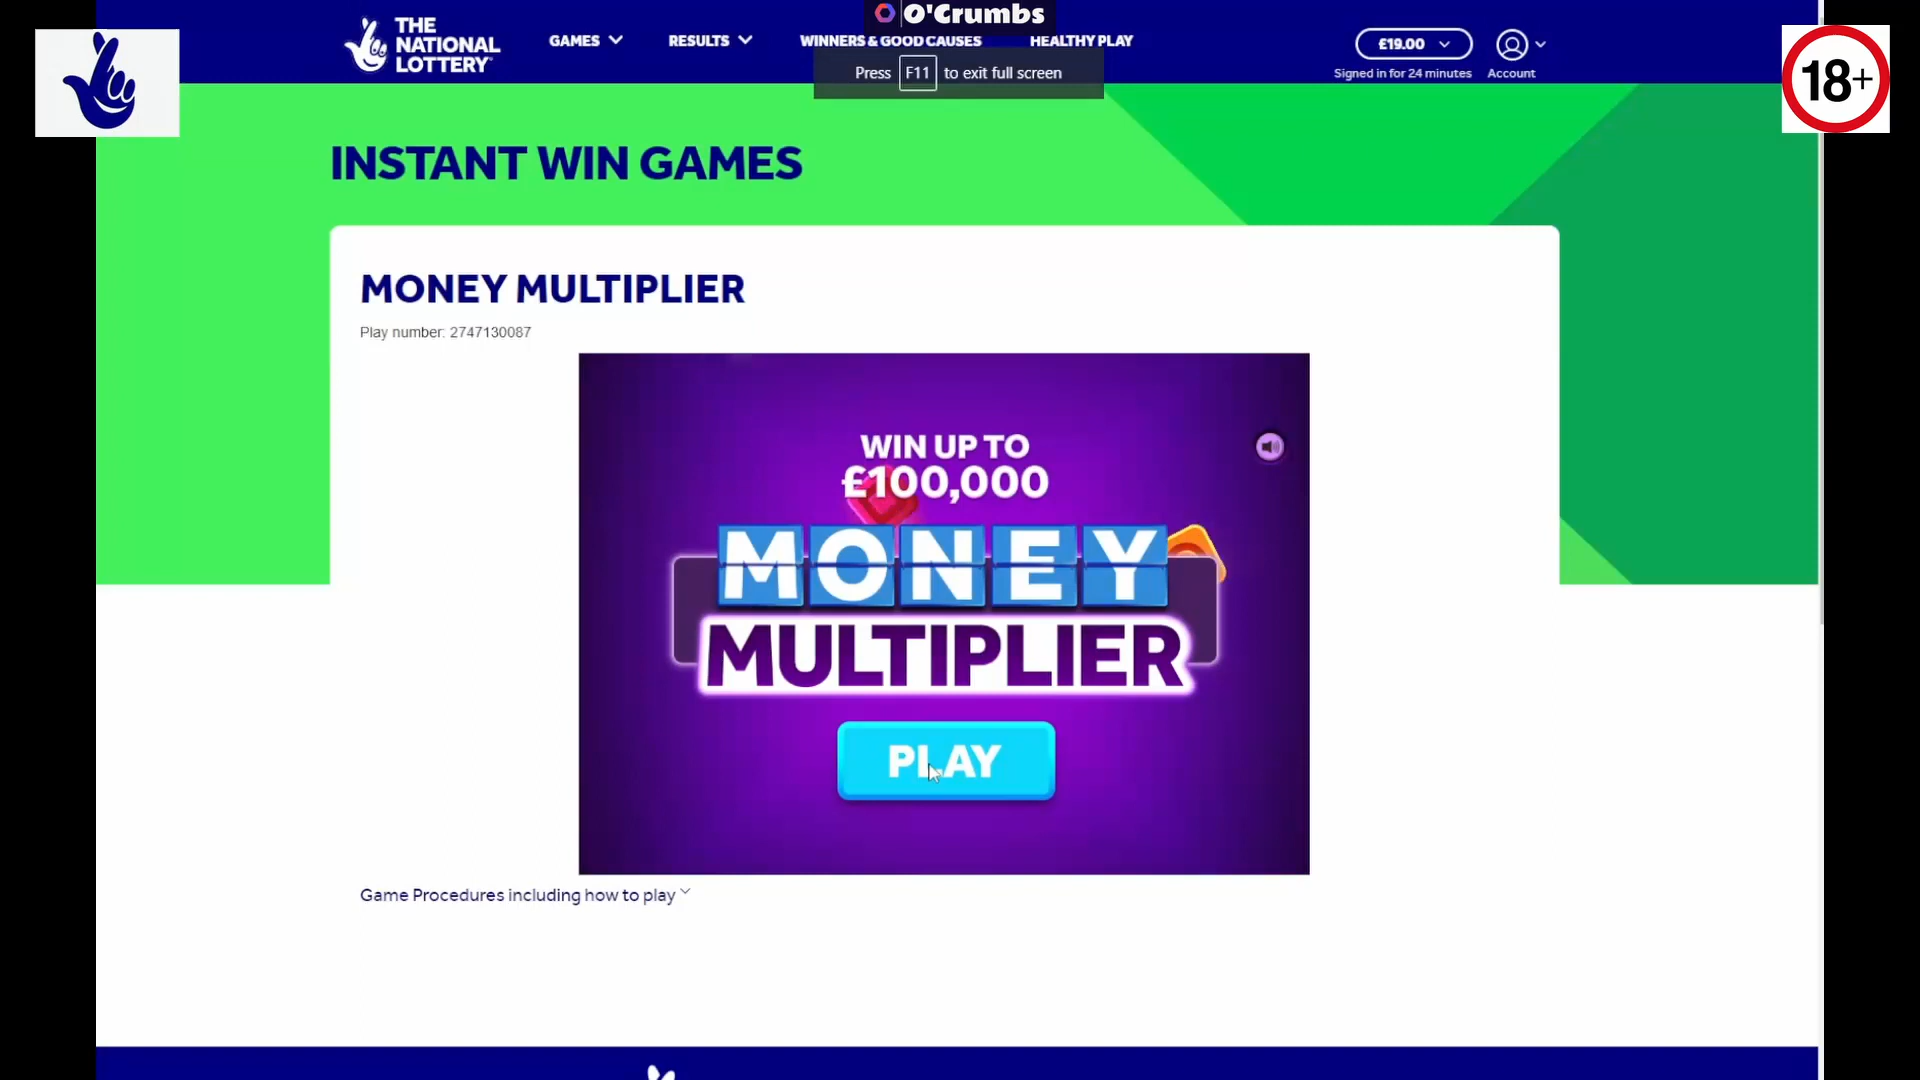 O'Crumbs
THE
NATIONAL
LOTTERY
GAMES
RESULTS
WINNERS & GOOD CAUSES
HEALTHY PLAY
£19.00
Signed in for 24 minutes
Account
18+
Press F11 to exit full screen
INSTANT WIN GAMES
MONEY MULTIPLIER
Play number: 2747130087
WIN UP TO
£100,000
MONEY
MULTIPLIER
PLAY
Game Procedures including how to play